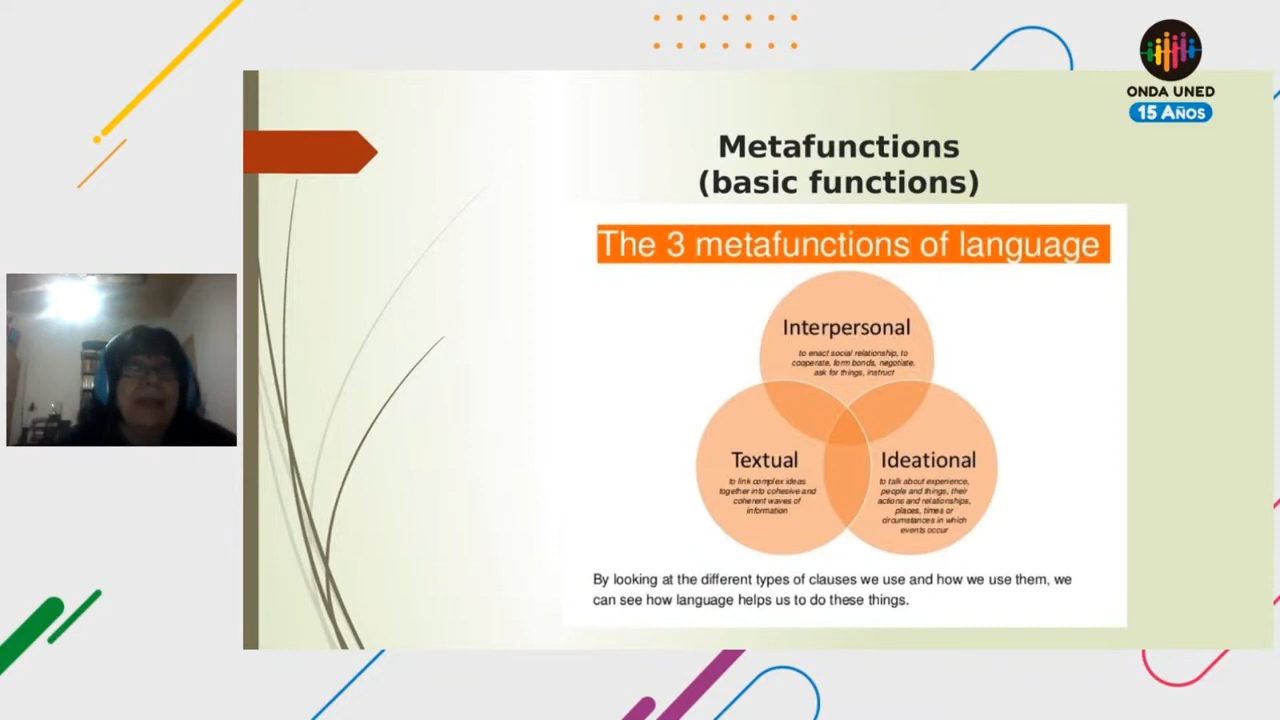 ONDA UNED
15 AÑOS
Metafunctions
(basic functions)
The 3 metafunctions of language
Interpersonal
to enact social relationship, to
cooperate, form bonds, negotiate,
ask for things, instruct
Textual
to link complex ideas
together into cohesive and
coherent waves of
information
Ideational
to talk about experience,
people and things, their
actions and relationships,
places, times or
circumstances in which
events occur
By looking at the different types of clauses we use and how we use them, we
can see how language helps us to do these things.